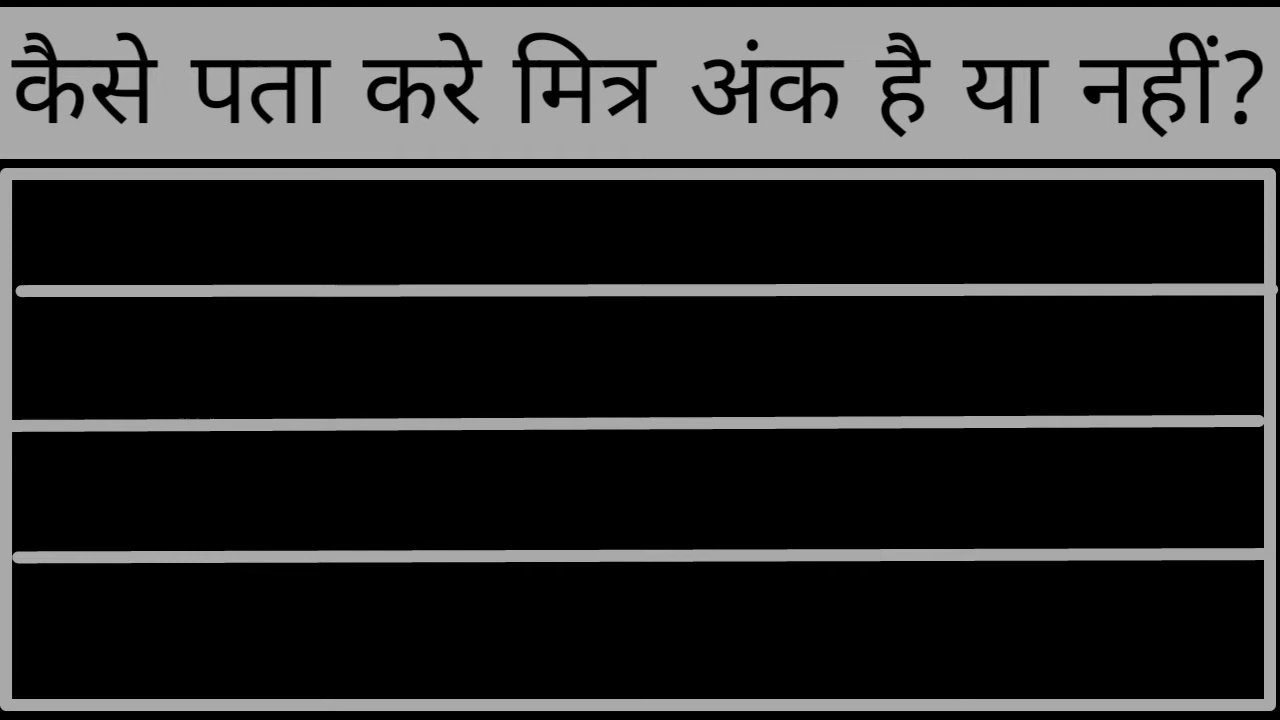 कैसे पता करे मित्र अंक है या नहीं?